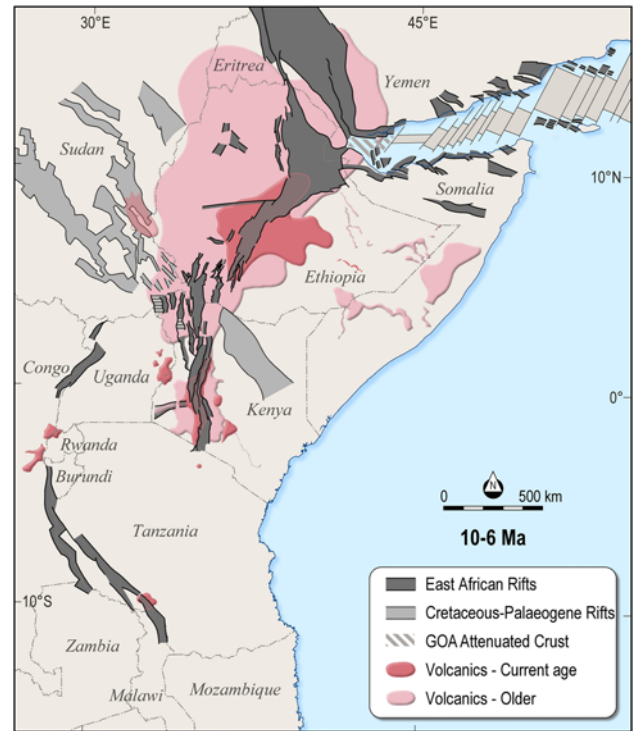 30°E
45°E
Eritrea
Yemen
Sudan
10°N
Somalia
Ethiopia
Congo
Uganda
Kenya
0°
Rwanda
Burundi
N
0 500 km
Tanzania
10-6 Ma
10°S
East African Rifts
Cretaceous-Palaeogene Rifts
GOA Attenuated Crust
Zambia
Volcanics - Current age
Malawi
Mozambique
Volcanics - Older